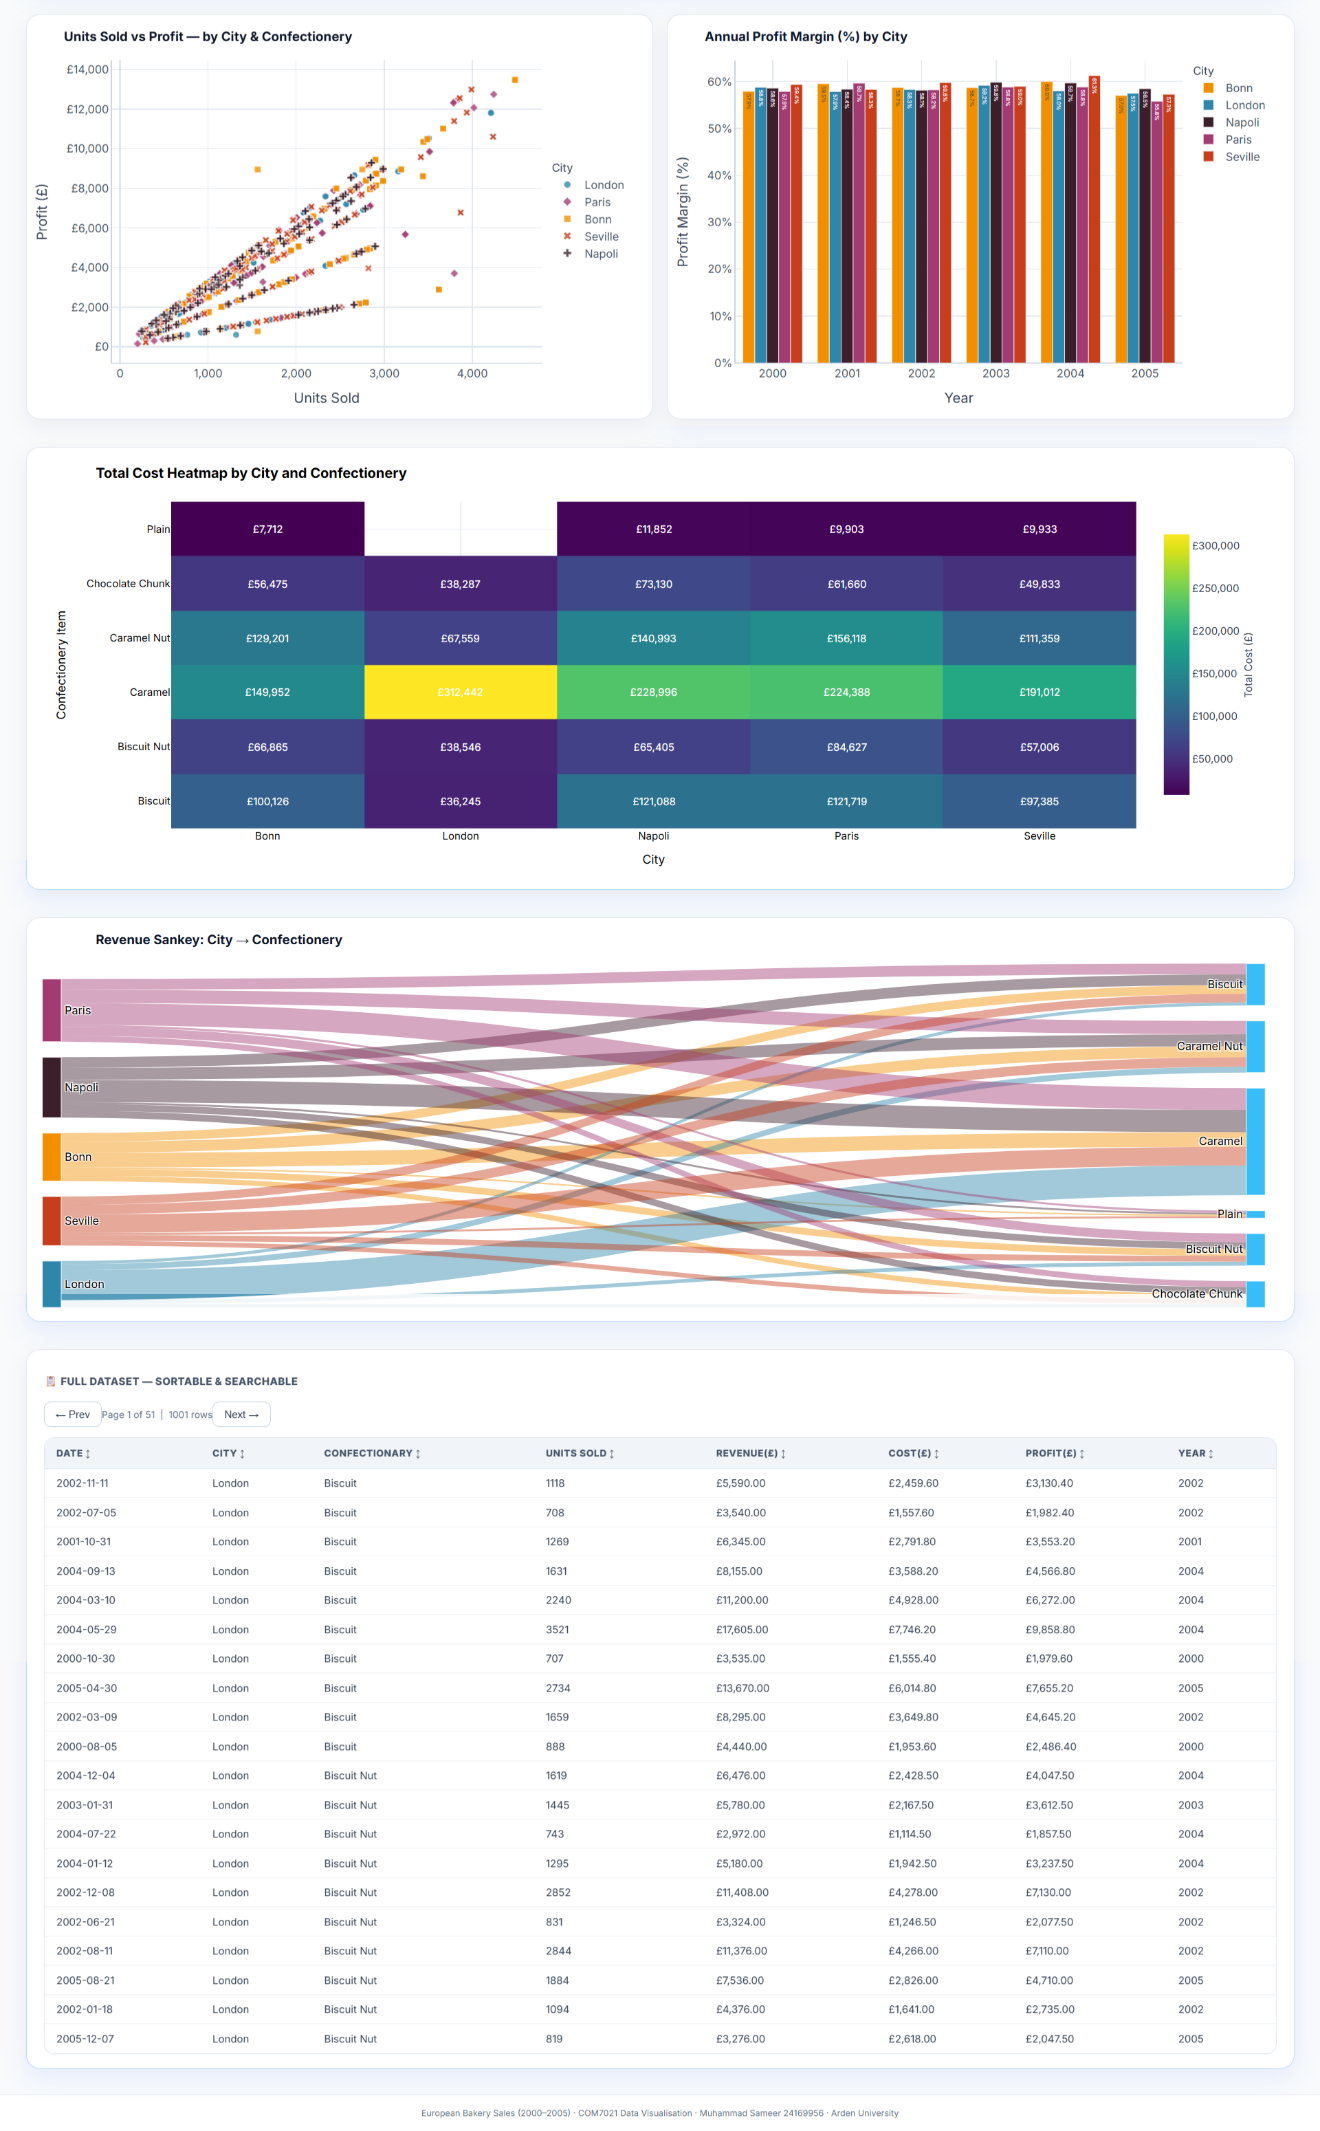 Units Sold vs Profit — by City & Confectionery
£14,000
£12,000
£10,000
£8,000
£6,000
£4,000
£2,000
£0
Profit (£)
0 1,000 2,000 3,000 4,000
Units Sold
City
London
Paris
Bonn
Seville
Napoli
Annual Profit Margin (%) by City
60%
50%
40%
30%
20%
10%
0%
Profit Margin (%)
2000 2001 2002 2003 2004 2005
Year
City
Bonn
London
Napoli
Paris
Seville
Total Cost Heatmap by City and Confectionery
Confectionery Item
Plain £7,712 £11,852 £9,903 £9,933
Chocolate Chunk £56,475 £38,287 £73,130 £61,660 £49,833
Caramel Nut £129,201 £67,559 £140,993 £156,118 £111,359
Caramel £149,952 £312,442 £228,996 £224,388 £191,012
Biscuit Nut £66,865 £38,546 £65,405 £84,627 £57,006
Biscuit £100,126 £36,245 £121,088 £121,719 £97,385
Bonn London Napoli Paris Seville
City
£300,000
£250,000
£200,000
£150,000
£100,000
£50,000
Total Cost (£)
Revenue Sankey: City → Confectionery
Paris
Napoli
Bonn
Seville
London
Biscuit
Caramel Nut
Caramel
Plain
Biscuit Nut
Chocolate Chunk
📋 FULL DATASET — SORTABLE & SEARCHABLE
← Prev Page 1 of 51 | 1001 rows Next →
DATE ↕ CITY ↕ CONFECTIONARY ↕ UNITS SOLD ↕ REVENUE(£) ↕ COST(£) ↕ PROFIT(£) ↕ YEAR ↕
2002-11-11 London Biscuit 1118 £5,590.00 £2,459.60 £3,130.40 2002
2002-07-05 London Biscuit 708 £3,540.00 £1,557.60 £1,982.40 2002
2001-10-31 London Biscuit 1269 £6,345.00 £2,791.80 £3,553.20 2001
2004-09-13 London Biscuit 1631 £8,155.00 £3,588.20 £4,566.80 2004
2004-03-10 London Biscuit 2240 £11,200.00 £4,928.00 £6,272.00 2004
2004-05-29 London Biscuit 3521 £17,605.00 £7,746.20 £9,858.80 2004
2000-10-30 London Biscuit 707 £3,535.00 £1,555.40 £1,979.60 2000
2005-04-30 London Biscuit 2734 £13,670.00 £6,014.80 £7,655.20 2005
2002-03-09 London Biscuit 1659 £8,295.00 £3,649.80 £4,645.20 2002
2000-08-05 London Biscuit 888 £4,440.00 £1,953.60 £2,486.40 2000
2004-12-04 London Biscuit Nut 1619 £6,476.00 £2,428.50 £4,047.50 2004
2003-01-31 London Biscuit Nut 1445 £5,780.00 £2,167.50 £3,612.50 2003
2004-07-22 London Biscuit Nut 743 £2,972.00 £1,114.50 £1,857.50 2004
2004-01-12 London Biscuit Nut 1295 £5,180.00 £1,942.50 £3,237.50 2004
2002-12-08 London Biscuit Nut 2852 £11,408.00 £4,278.00 £7,130.00 2002
2002-06-21 London Biscuit Nut 831 £3,324.00 £1,246.50 £2,077.50 2002
2002-08-11 London Biscuit Nut 2844 £11,376.00 £4,266.00 £7,110.00 2002
2005-08-21 London Biscuit Nut 1884 £7,536.00 £2,826.00 £4,710.00 2005
2002-01-18 London Biscuit Nut 1094 £4,376.00 £1,641.00 £2,735.00 2002
2005-12-07 London Biscuit Nut 819 £3,276.00 £2,618.00 £2,047.50 2005
European Bakery Sales (2000–2005) · COM7021 Data Visualisation · Muhammad Sameer 24169956 · Arden University